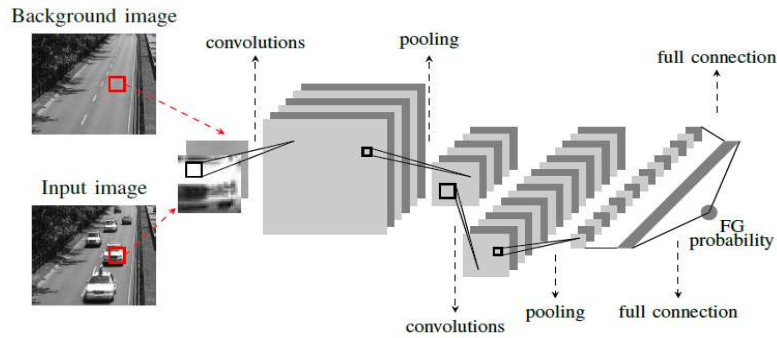 Background image
convolutions
pooling
full connection
Input image
FG
probability
convolutions
pooling
full connection